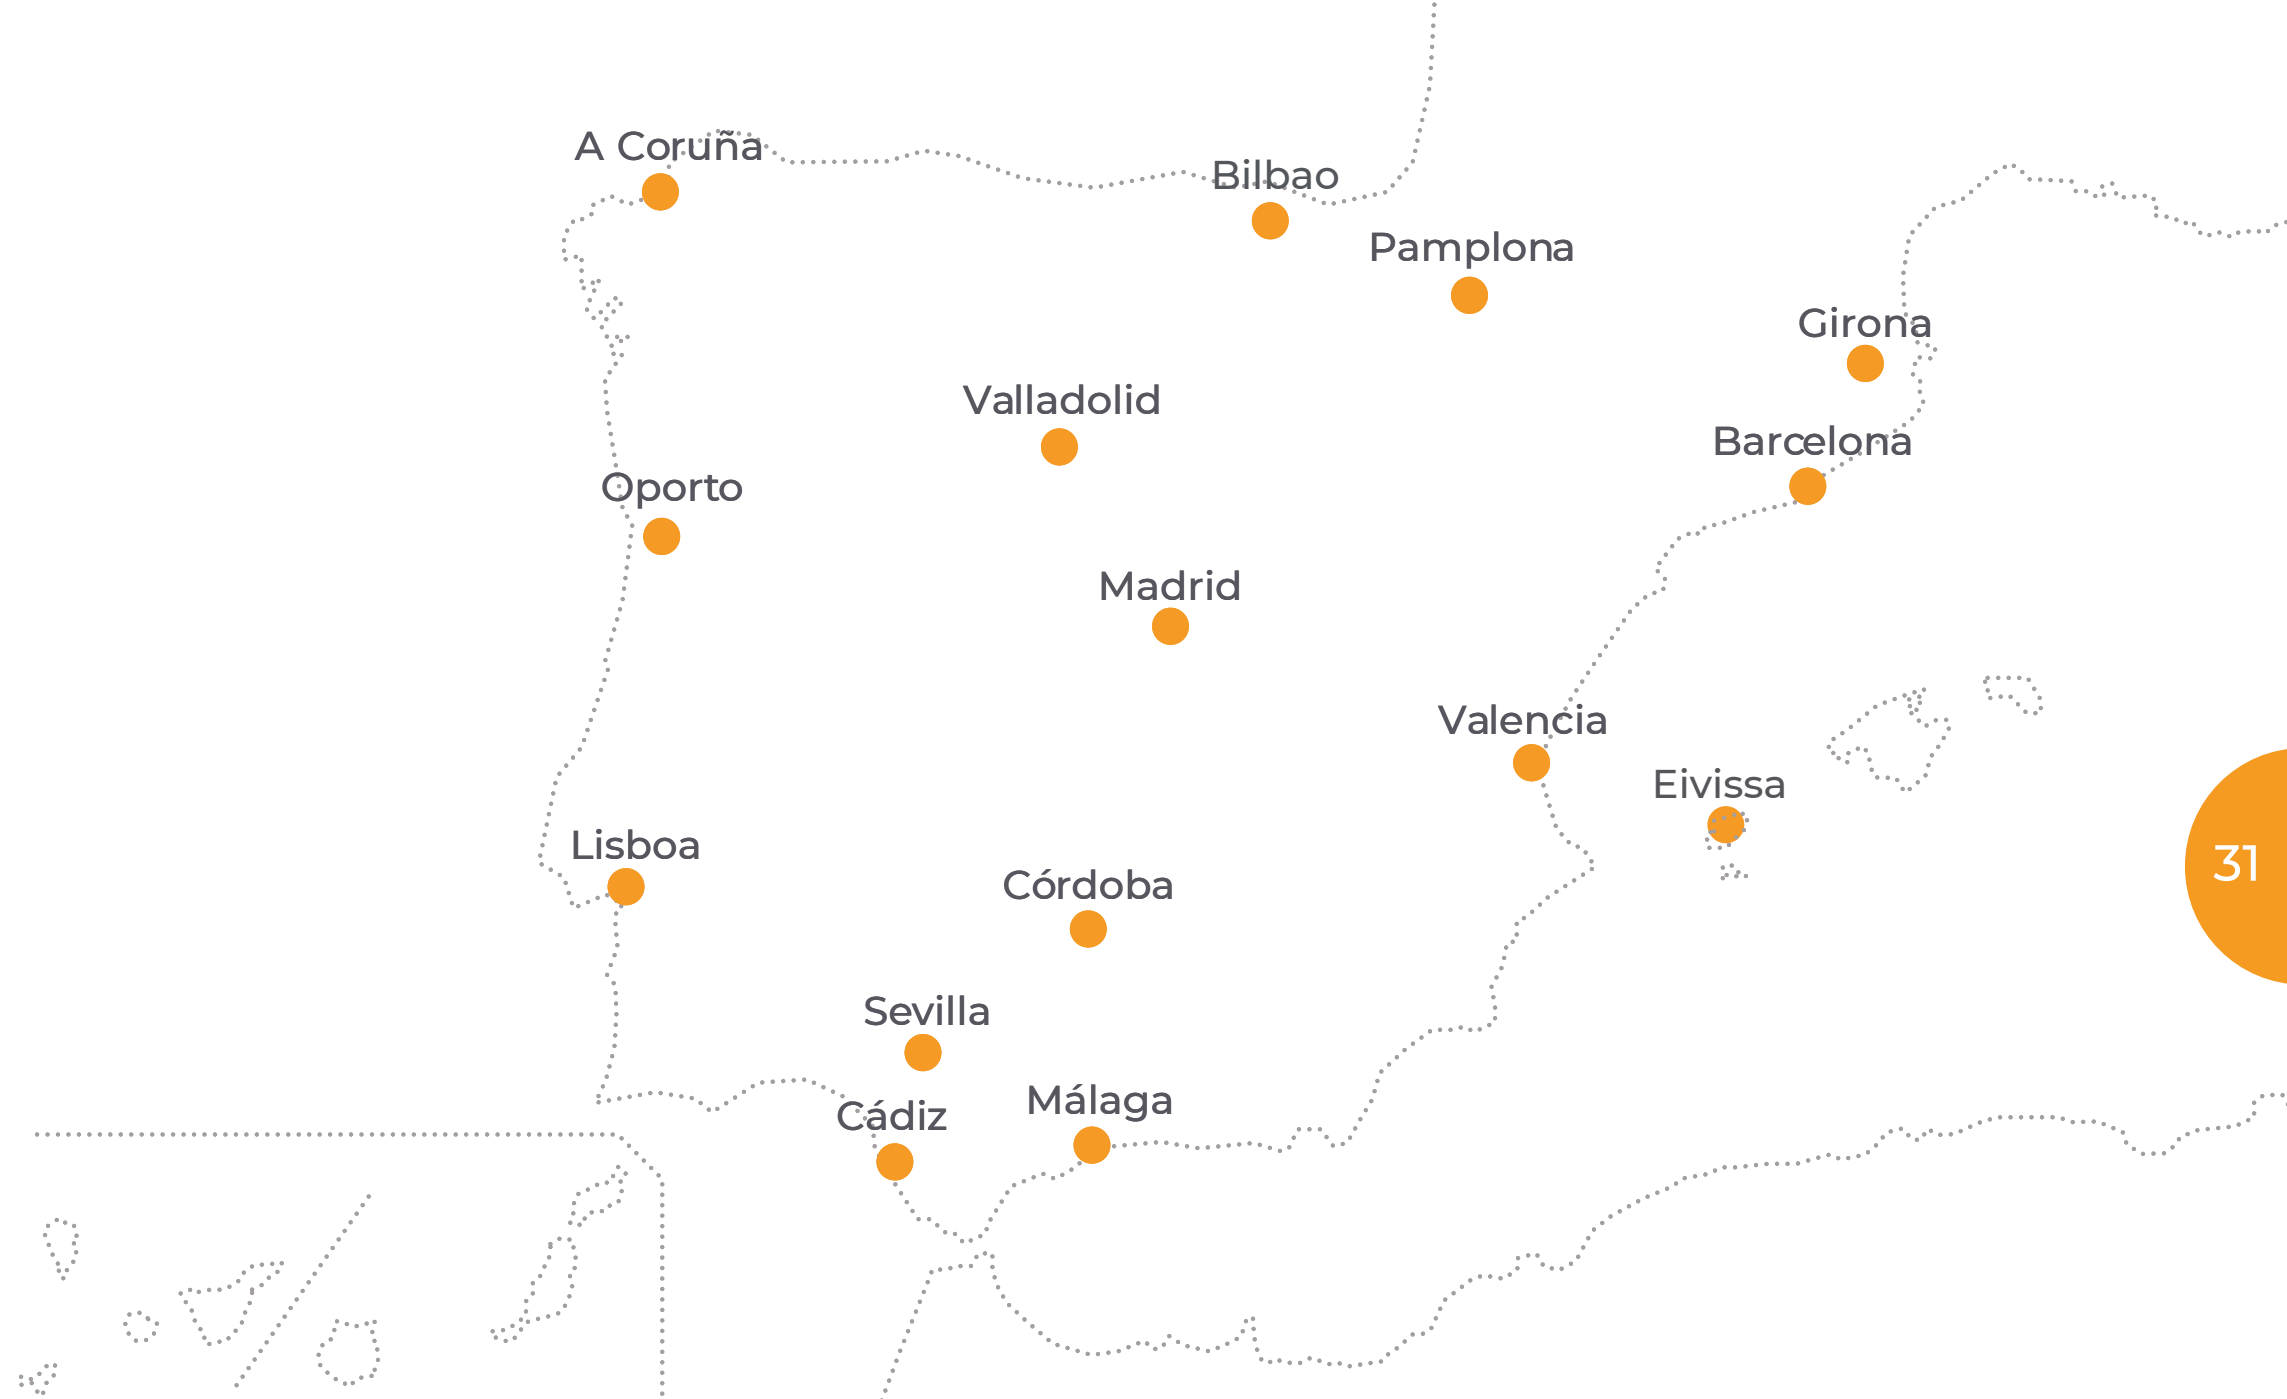 A Coruña
Bilbao
Pamplona
Girona
Valladolid
Barcelona
Oporto
Madrid
Valencia
Eivissa
Lisboa
31
Córdoba
Sevilla
Málaga
Cádiz